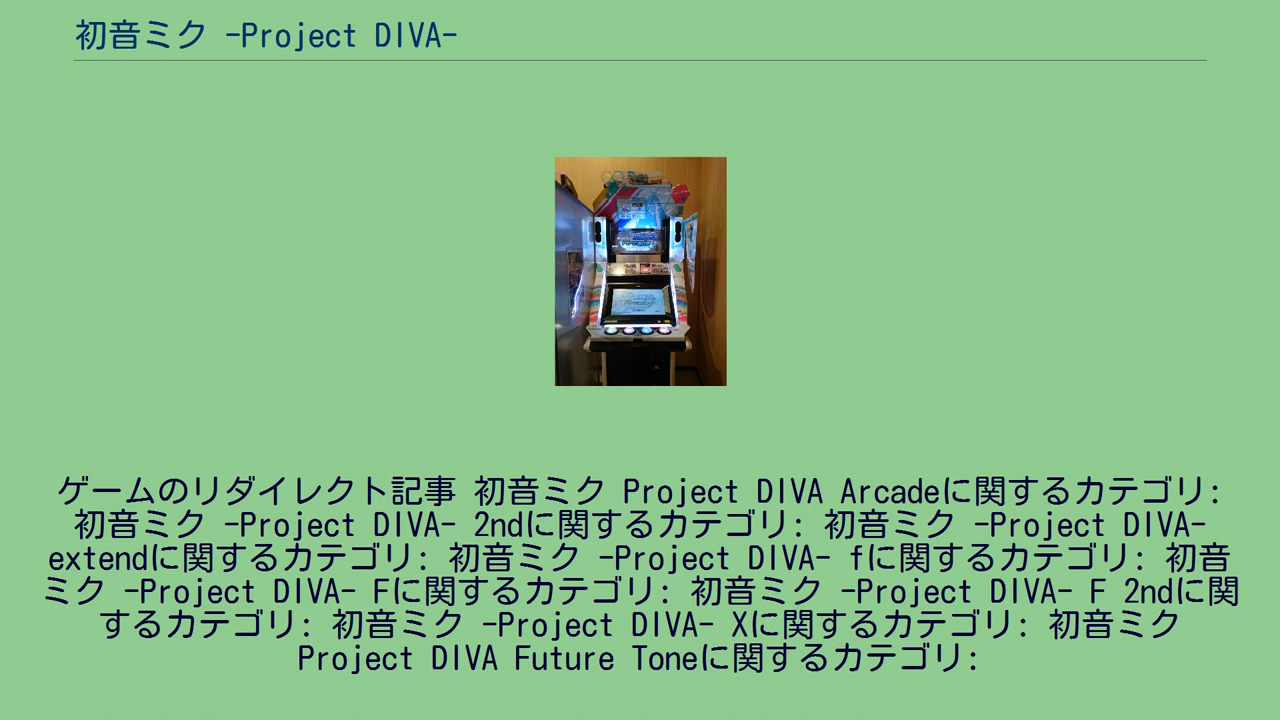 初音ミク -Project DIVA-
ゲームのリダイレクト記事 初音ミク Project DIVA Arcadeに関するカテゴリ:
初音ミク -Project DIVA- 2ndに関するカテゴリ: 初音ミク -Project DIVA-
extendに関するカテゴリ: 初音ミク -Project DIVA- fに関するカテゴリ: 初音
ミク -Project DIVA- Fに関するカテゴリ: 初音ミク -Project DIVA- F 2ndに関
するカテゴリ: 初音ミク -Project DIVA- Xに関するカテゴリ: 初音ミク
Project DIVA Future Toneに関するカテゴリ: